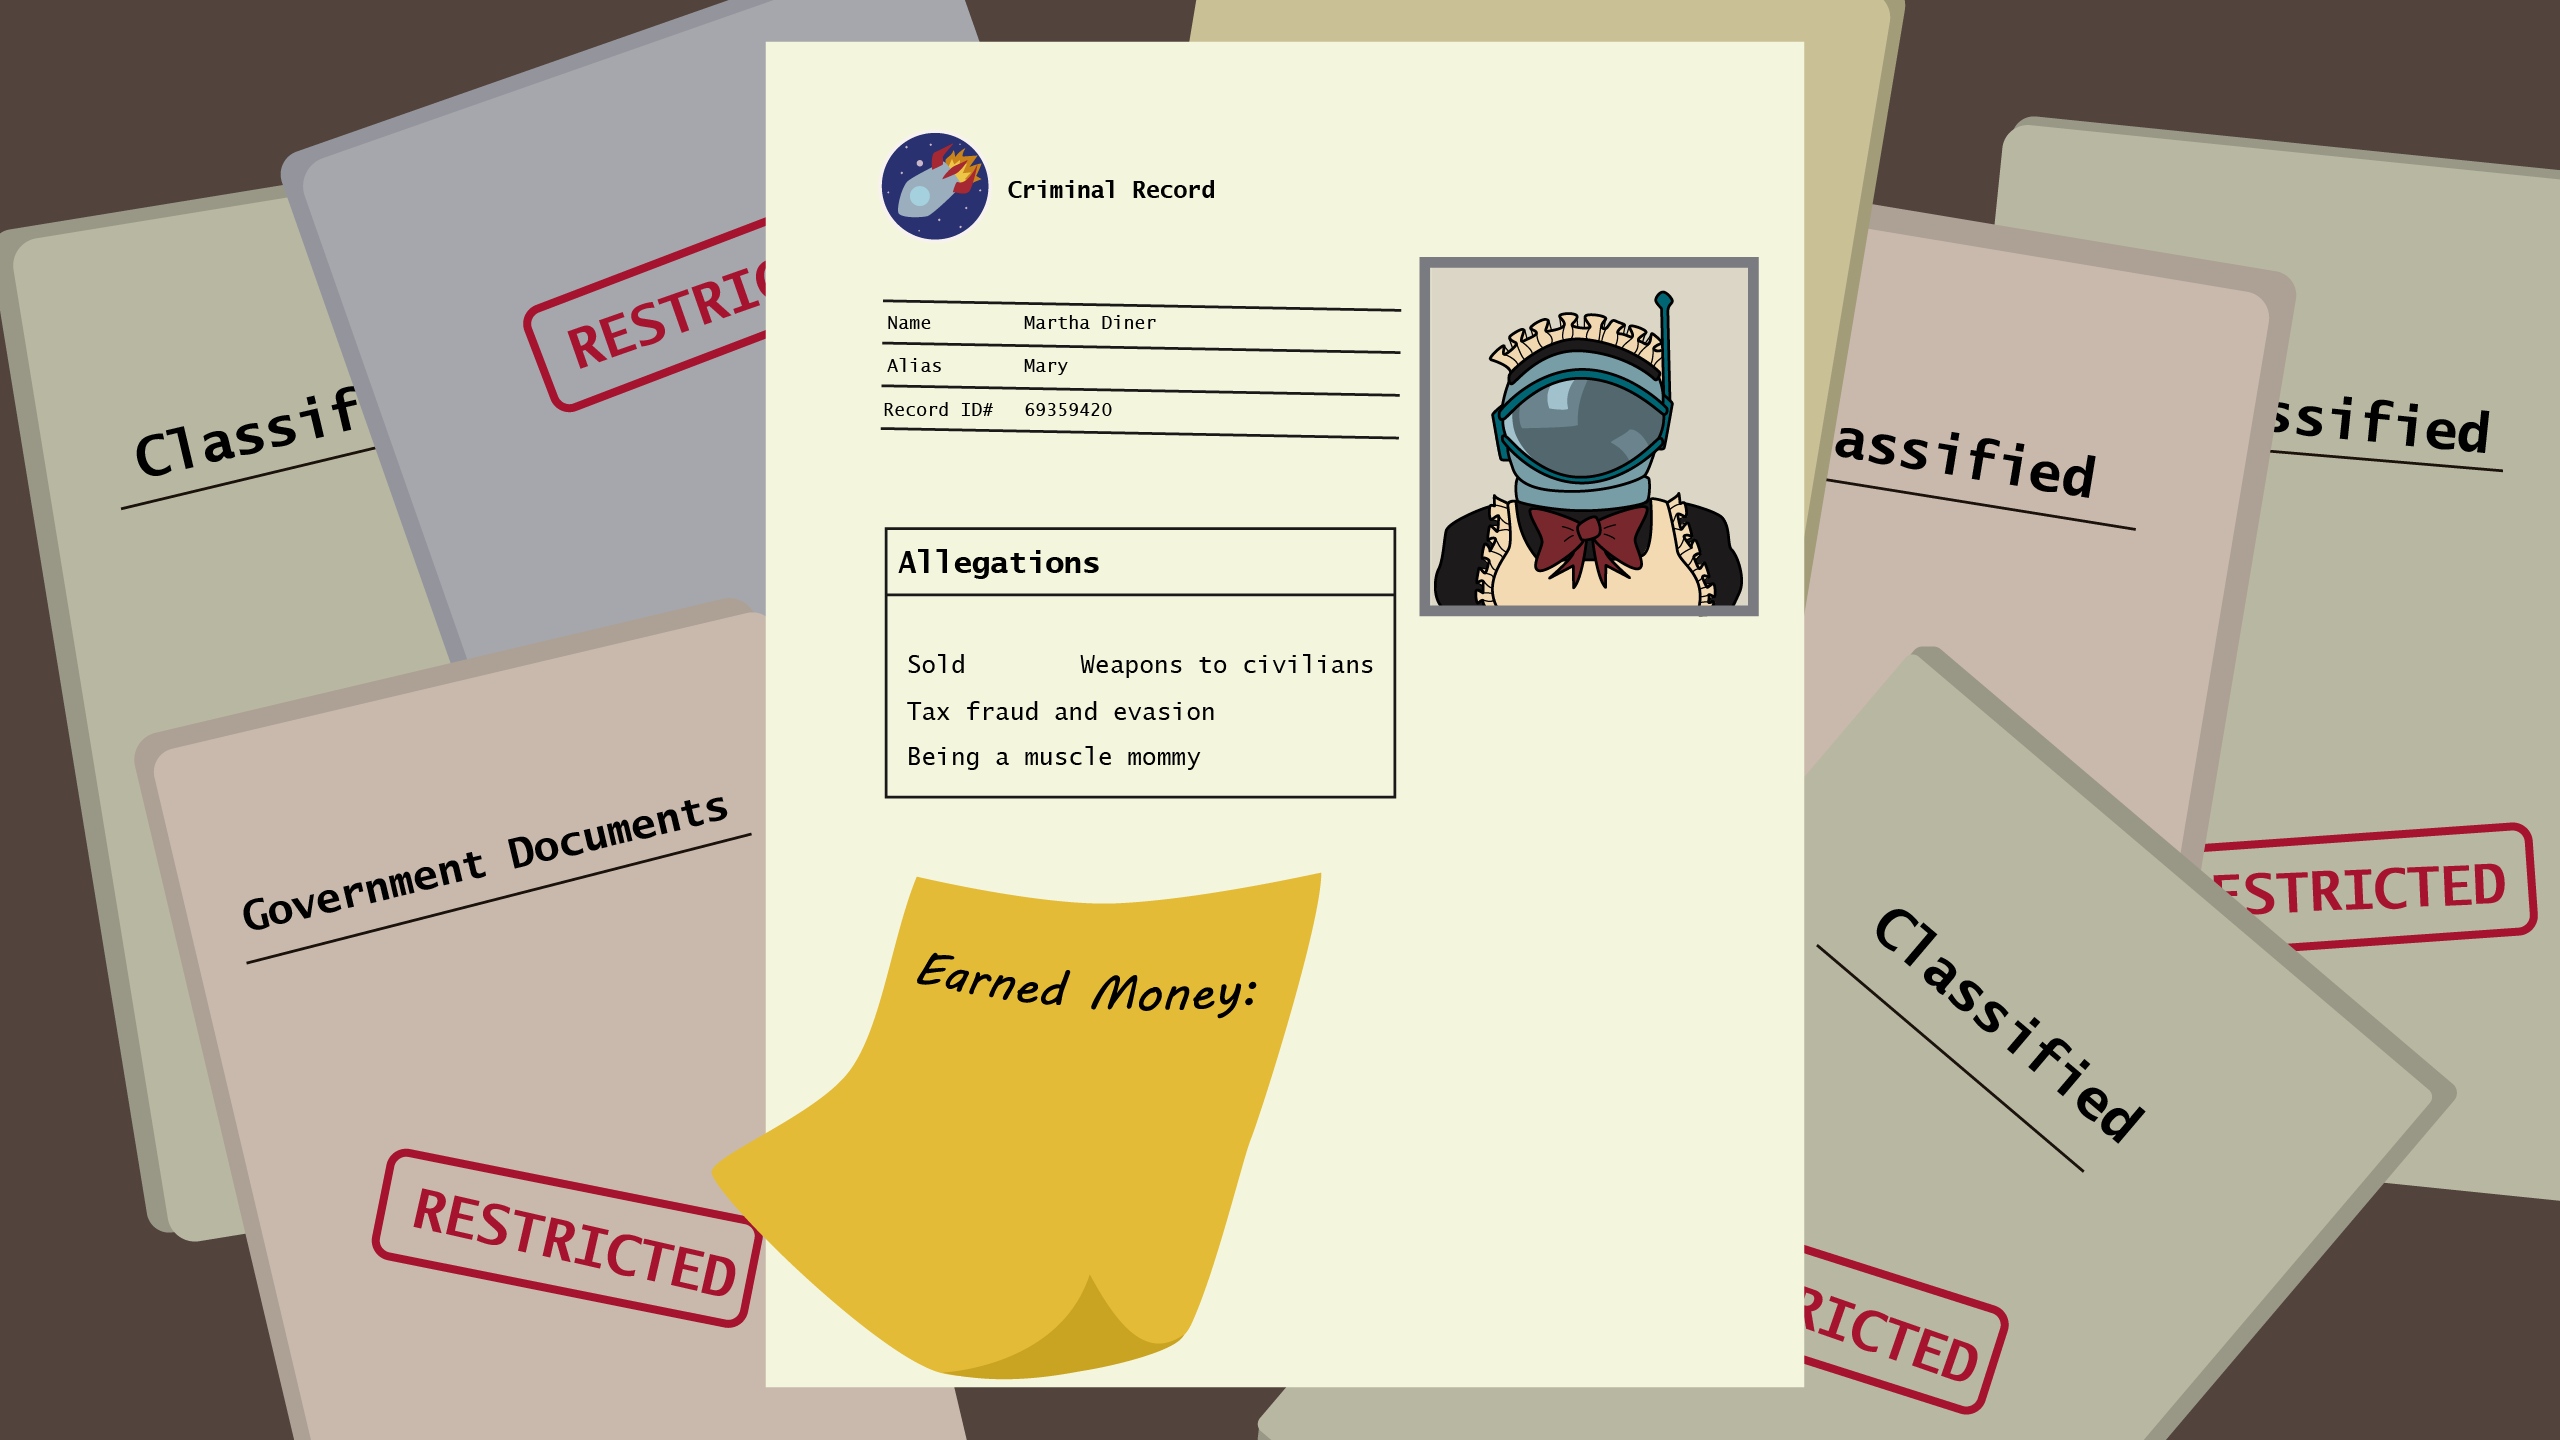 Criminal Record
Name Martha Diner
Alias Mary
Record ID# 69359420
Allegations
Sold Weapons to civilians
Tax fraud and evasion
Being a muscle mommy
Earned Money:
Classif
RESTRIC
Government Documents
RESTRICTED
assified
ssified
ESTRICTED
Classified
RICTED